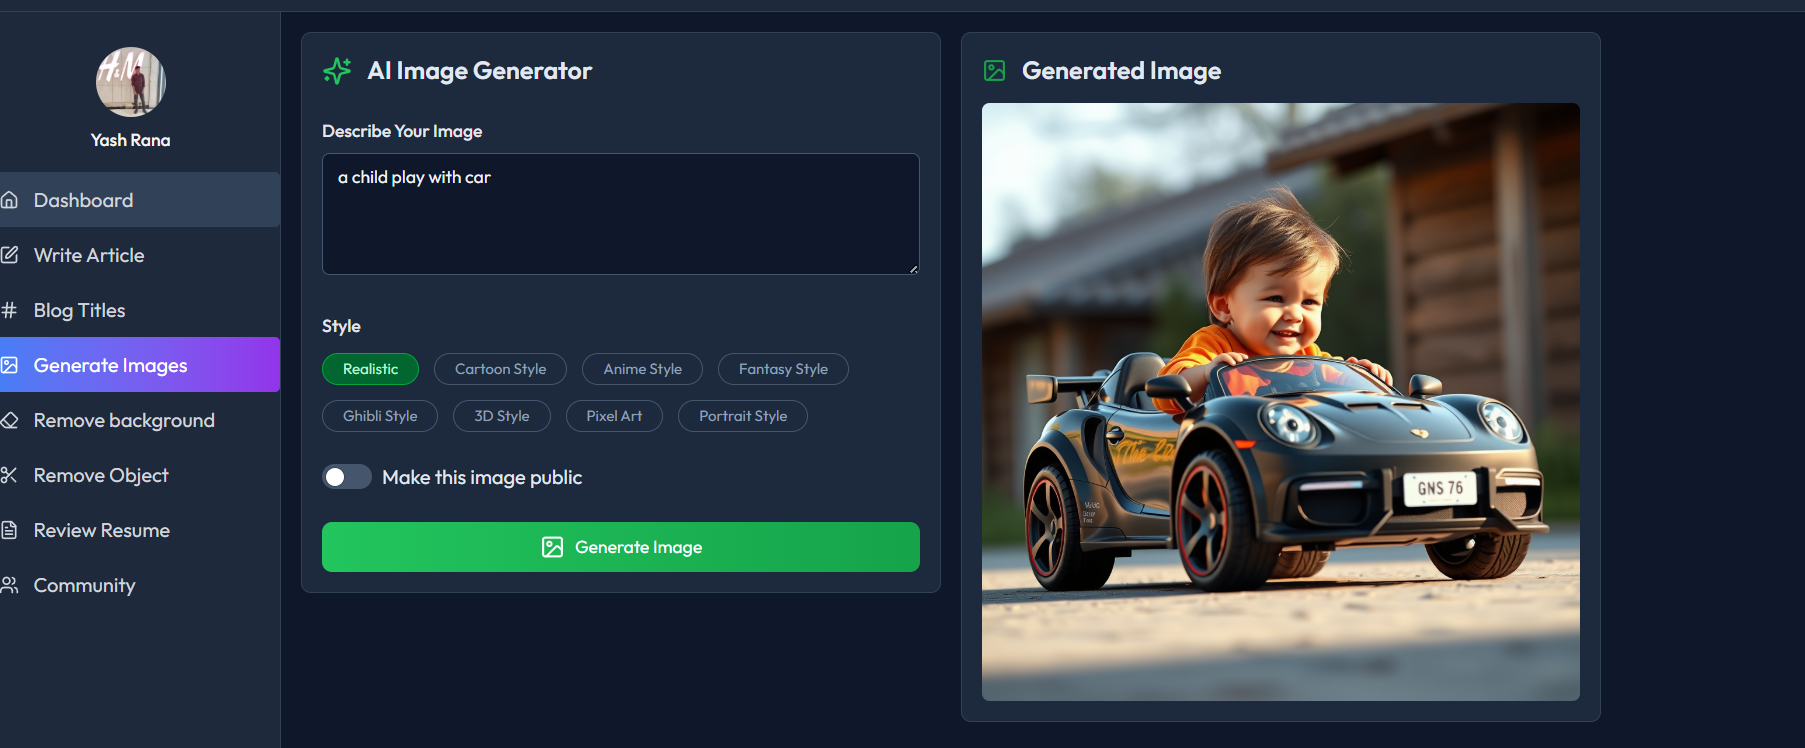 H&M
Yash Rana
Dashboard
Write Article
Blog Titles
Generate Images
Remove background
Remove Object
Review Resume
Community
AI Image Generator
Describe Your Image
a child play with car
Style
Realistic
Cartoon Style
Anime Style
Fantasy Style
Ghibli Style
3D Style
Pixel Art
Portrait Style
Make this image public
Generate Image
Generated Image
GNS 76